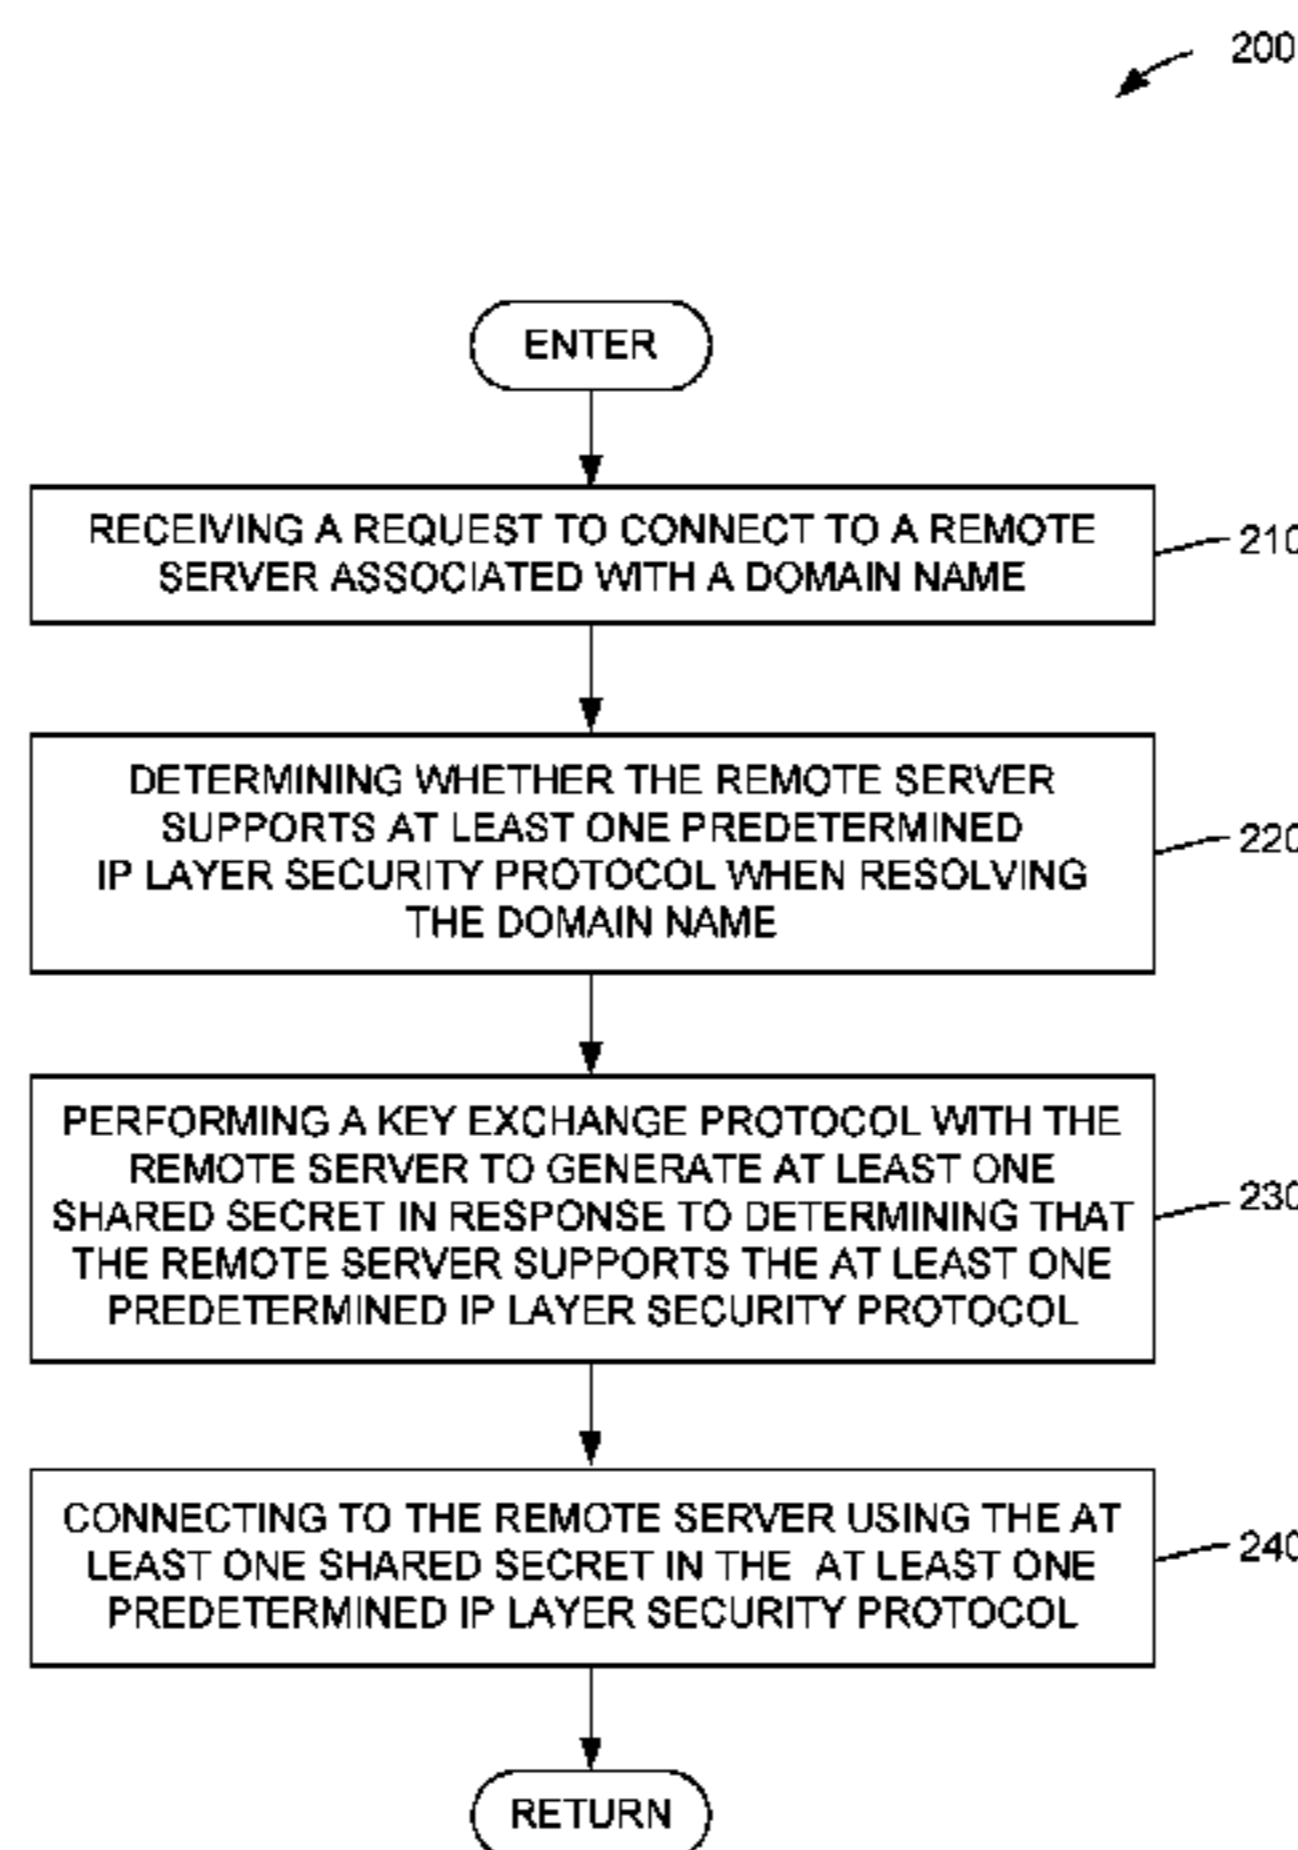 200
ENTER
RECEIVING A REQUEST TO CONNECT TO A REMOTE
SERVER ASSOCIATED WITH A DOMAIN NAME
210
DETERMINING WHETHER THE REMOTE SERVER
SUPPORTS AT LEAST ONE PREDETERMINED
IP LAYER SECURITY PROTOCOL WHEN RESOLVING
THE DOMAIN NAME
220
PERFORMING A KEY EXCHANGE PROTOCOL WITH THE
REMOTE SERVER TO GENERATE AT LEAST ONE
SHARED SECRET IN RESPONSE TO DETERMINING THAT
THE REMOTE SERVER SUPPORTS THE AT LEAST ONE
PREDETERMINED IP LAYER SECURITY PROTOCOL
230
CONNECTING TO THE REMOTE SERVER USING THE AT
LEAST ONE SHARED SECRET IN THE AT LEAST ONE
PREDETERMINED IP LAYER SECURITY PROTOCOL
240
RETURN